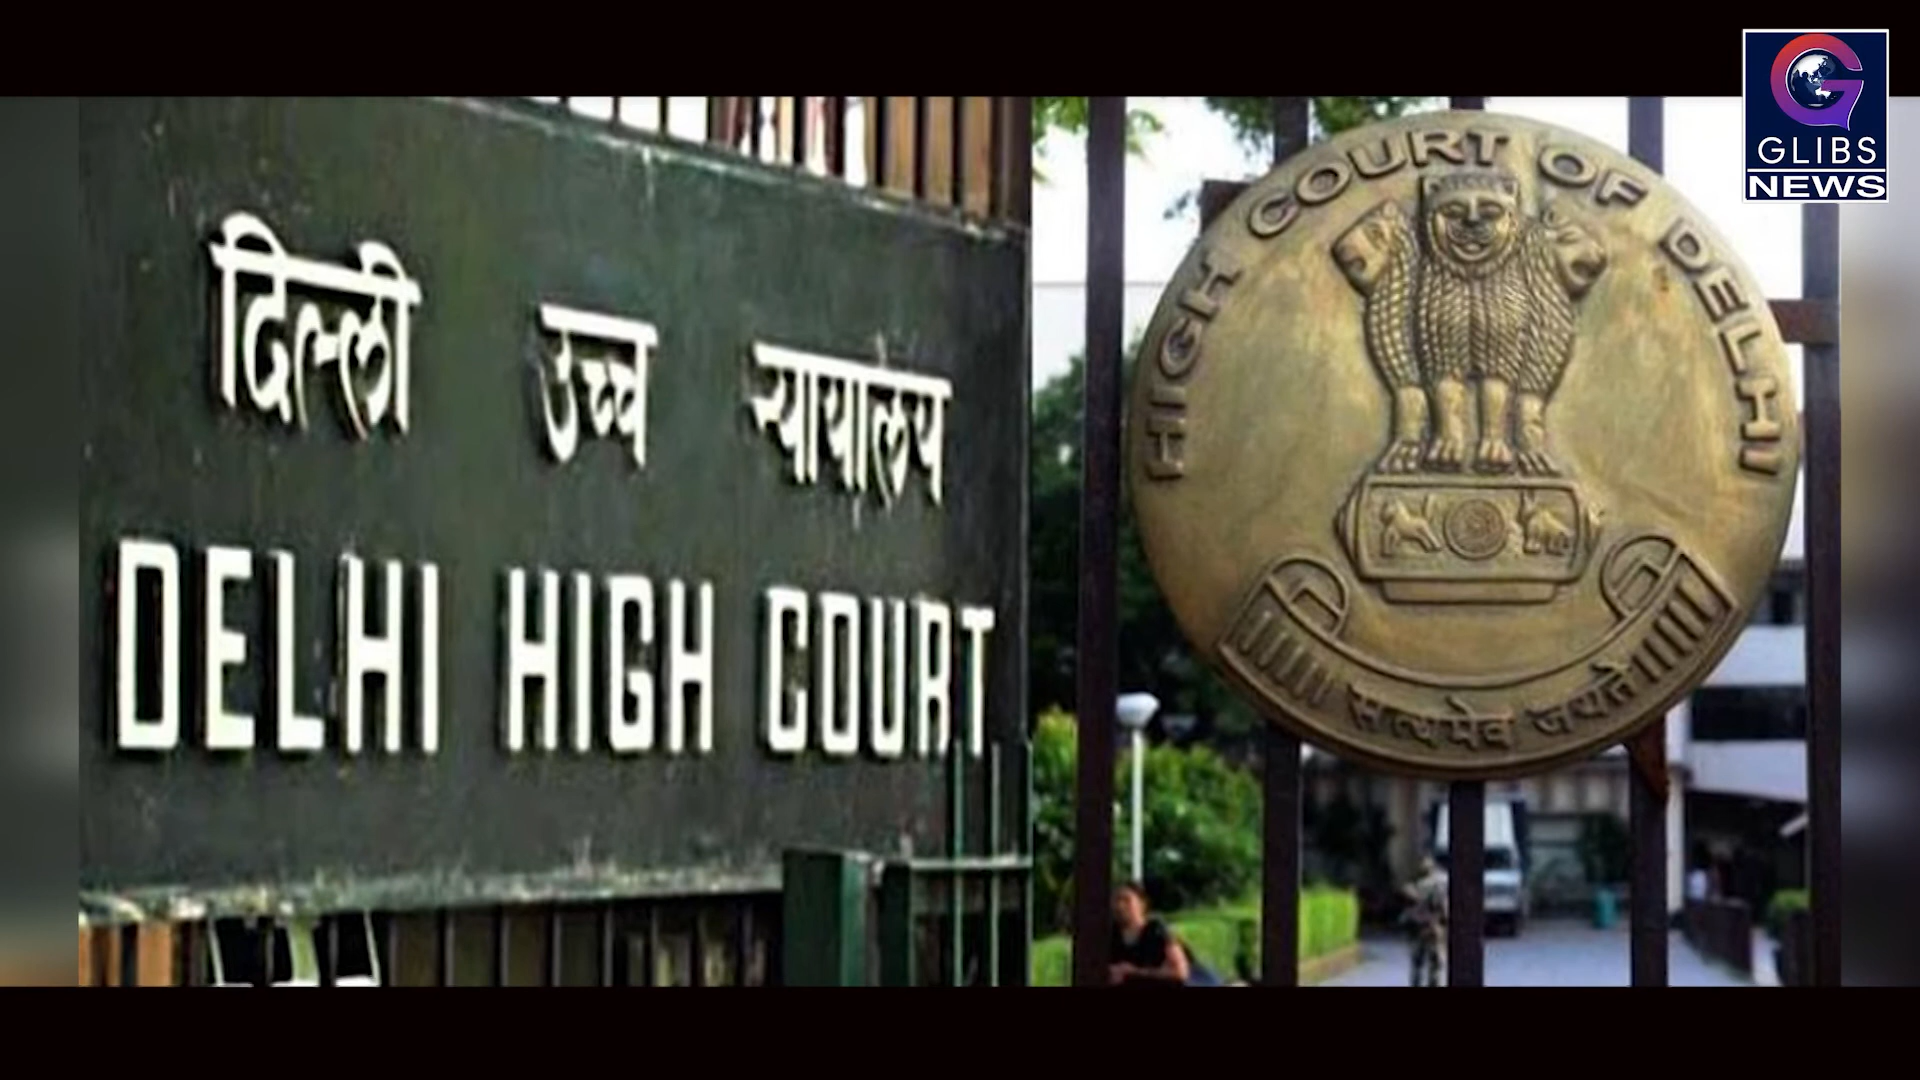 दिल्ली उच्च न्यायालय
DELHI HIGH COURT
HIGH COURT OF DELHI
सत्यमेव जयते
GLIBS
NEWS